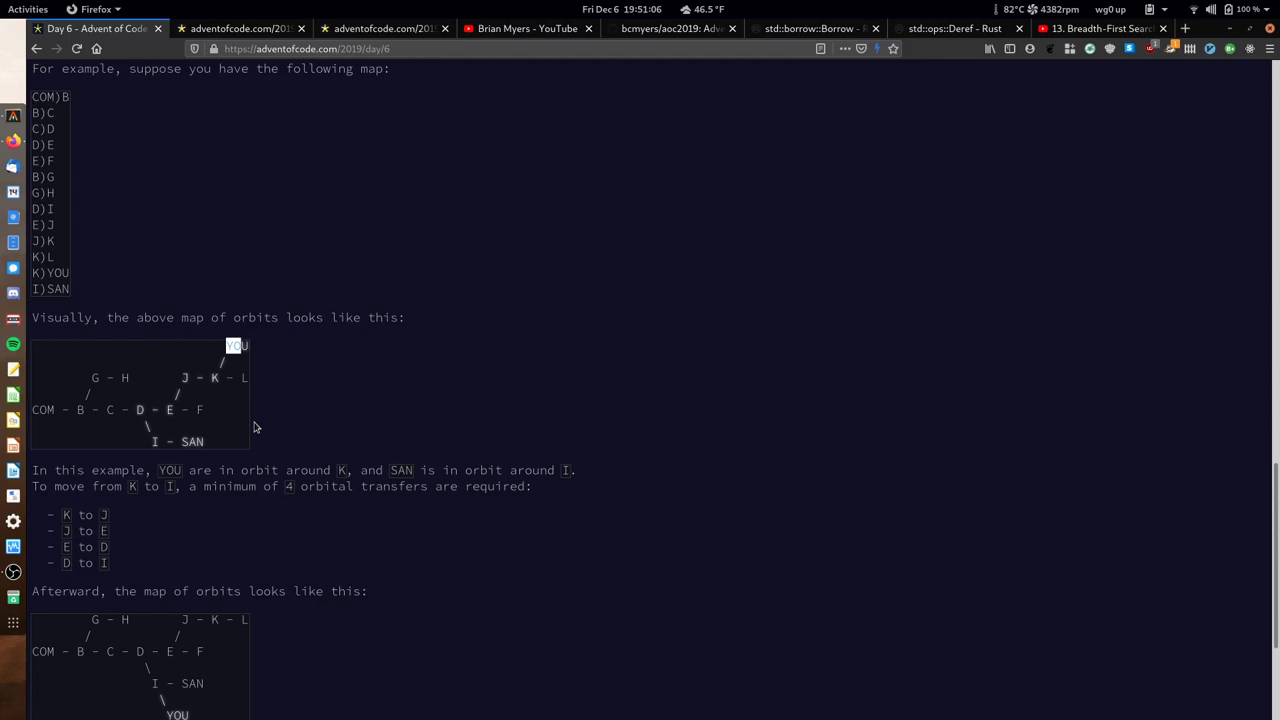 Activities Firefox Fri Dec 6 19:51:06 46.5 °F 82°C 4382rpm wg0 up 100 %
Day 6 - Advent of Code adventofcode.com/2019/ adventofcode.com/2019/ Brian Myers - YouTube bcmyers/aoc2019: Adven std::borrow::Borrow - R std::ops::Deref - Rust 13. Breadth-First Searc
https://adventofcode.com/2019/day/6
For example, suppose you have the following map:
COM)B
B)C
C)D
D)E
E)F
B)G
G)H
D)I
E)J
J)K
K)L
K)YOU
I)SAN
Visually, the above map of orbits looks like this:
YOU
/
G - H J - K - L
/ /
COM - B - C - D - E - F
\
I - SAN
In this example, YOU are in orbit around K, and SAN is in orbit around I.
To move from K to I, a minimum of 4 orbital transfers are required:
- K to J
- J to E
- E to D
- D to I
Afterward, the map of orbits looks like this:
G - H J - K - L
/ /
COM - B - C - D - E - F
\
I - SAN
\
YOU